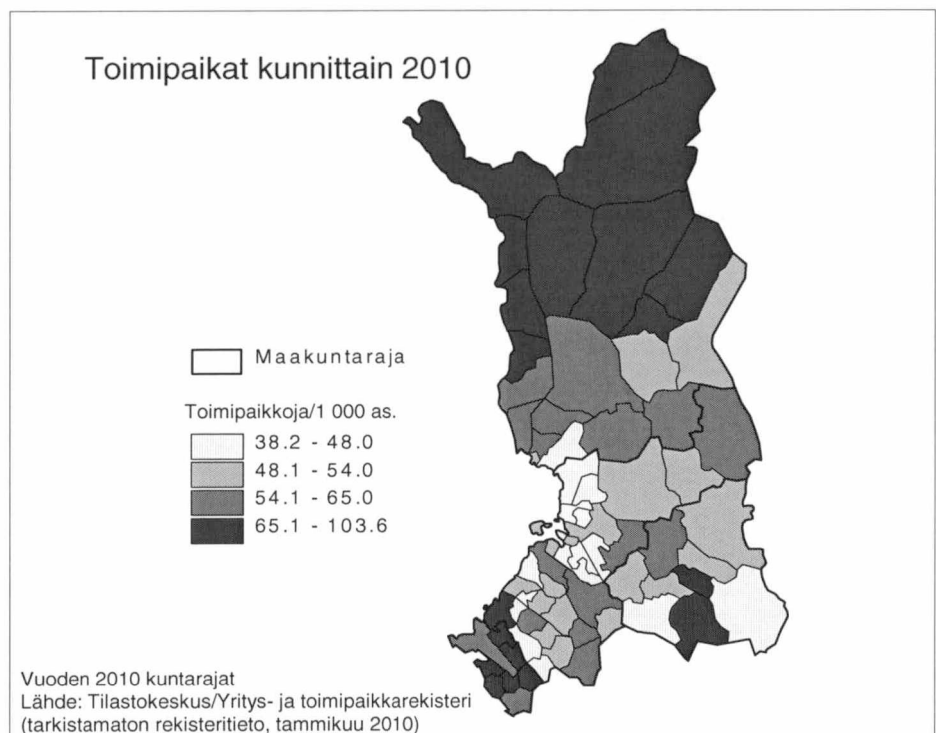 Toimipaikat kunnittain 2010
Maakuntaraja
Toimipaikkoja/1 000 as.
38.2 - 48.0
48.1 - 54.0
54.1 - 65.0
65.1 - 103.6
Vuoden 2010 kuntarajat
Lähde: Tilastokeskus/Yritys- ja toimipaikkarekisteri
(tarkistamaton rekisteritieto, tammikuu 2010)